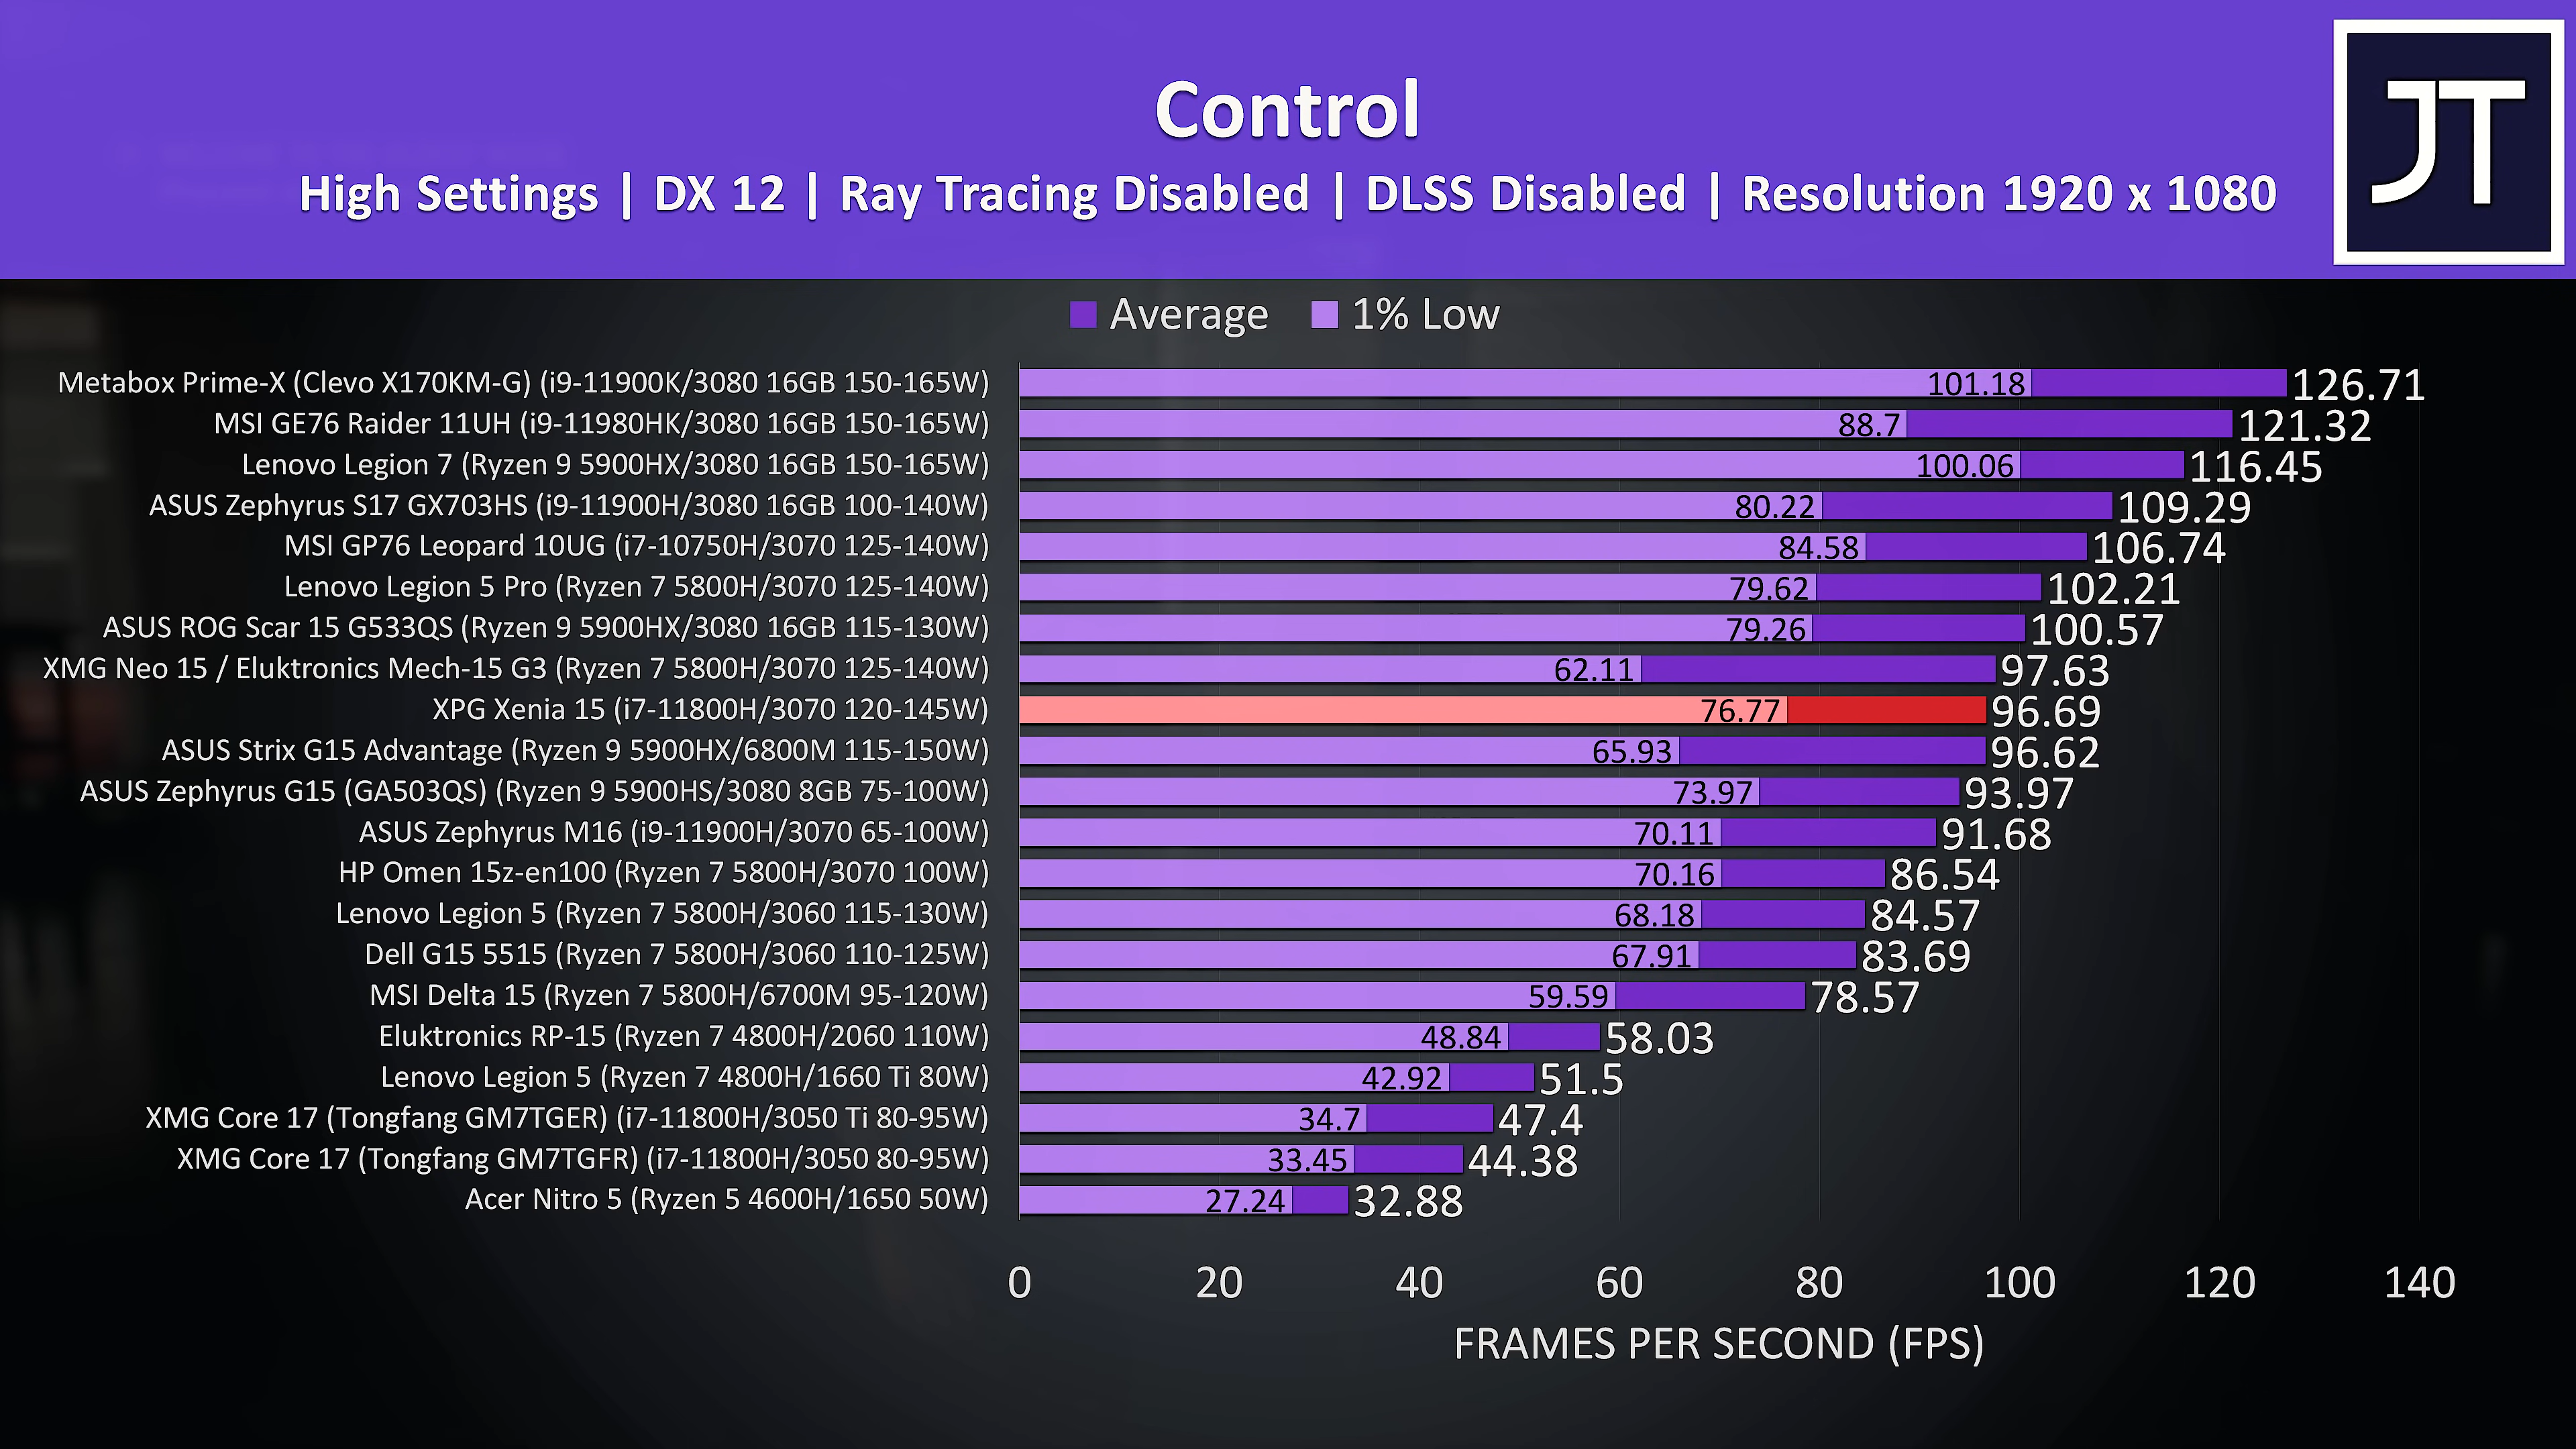 Control
JT
High Settings | DX 12 | Ray Tracing Disabled | DLSS Disabled | Resolution 1920 x 1080
Average 1% Low
Metabox Prime-X (Clevo X170KM-G) (i9-11900K/3080 16GB 150-165W) 101.18 126.71
MSI GE76 Raider 11UH (i9-11980HK/3080 16GB 150-165W) 88.7 121.32
Lenovo Legion 7 (Ryzen 9 5900HX/3080 16GB 150-165W) 100.06 116.45
ASUS Zephyrus S17 GX703HS (i9-11900H/3080 16GB 100-140W) 80.22 109.29
MSI GP76 Leopard 10UG (i7-10750H/3070 125-140W) 84.58 106.74
Lenovo Legion 5 Pro (Ryzen 7 5800H/3070 125-140W) 79.62 102.21
ASUS ROG Scar 15 G533QS (Ryzen 9 5900HX/3080 16GB 115-130W) 79.26 100.57
XMG Neo 15 / Eluktronics Mech-15 G3 (Ryzen 7 5800H/3070 125-140W) 62.11 97.63
XPG Xenia 15 (i7-11800H/3070 120-145W) 76.77 96.69
ASUS Strix G15 Advantage (Ryzen 9 5900HX/6800M 115-150W) 65.93 96.62
ASUS Zephyrus G15 (GA503QS) (Ryzen 9 5900HS/3080 8GB 75-100W) 73.97 93.97
ASUS Zephyrus M16 (i9-11900H/3070 65-100W) 70.11 91.68
HP Omen 15z-en100 (Ryzen 7 5800H/3070 100W) 70.16 86.54
Lenovo Legion 5 (Ryzen 7 5800H/3060 115-130W) 68.18 84.57
Dell G15 5515 (Ryzen 7 5800H/3060 110-125W) 67.91 83.69
MSI Delta 15 (Ryzen 7 5800H/6700M 95-120W) 59.59 78.57
Eluktronics RP-15 (Ryzen 7 4800H/2060 110W) 48.84 58.03
Lenovo Legion 5 (Ryzen 7 4800H/1660 Ti 80W) 42.92 51.5
XMG Core 17 (Tongfang GM7TGER) (i7-11800H/3050 Ti 80-95W) 34.7 47.4
XMG Core 17 (Tongfang GM7TGFR) (i7-11800H/3050 80-95W) 33.45 44.38
Acer Nitro 5 (Ryzen 5 4600H/1650 50W) 27.24 32.88
0 20 40 60 80 100 120 140
FRAMES PER SECOND (FPS)